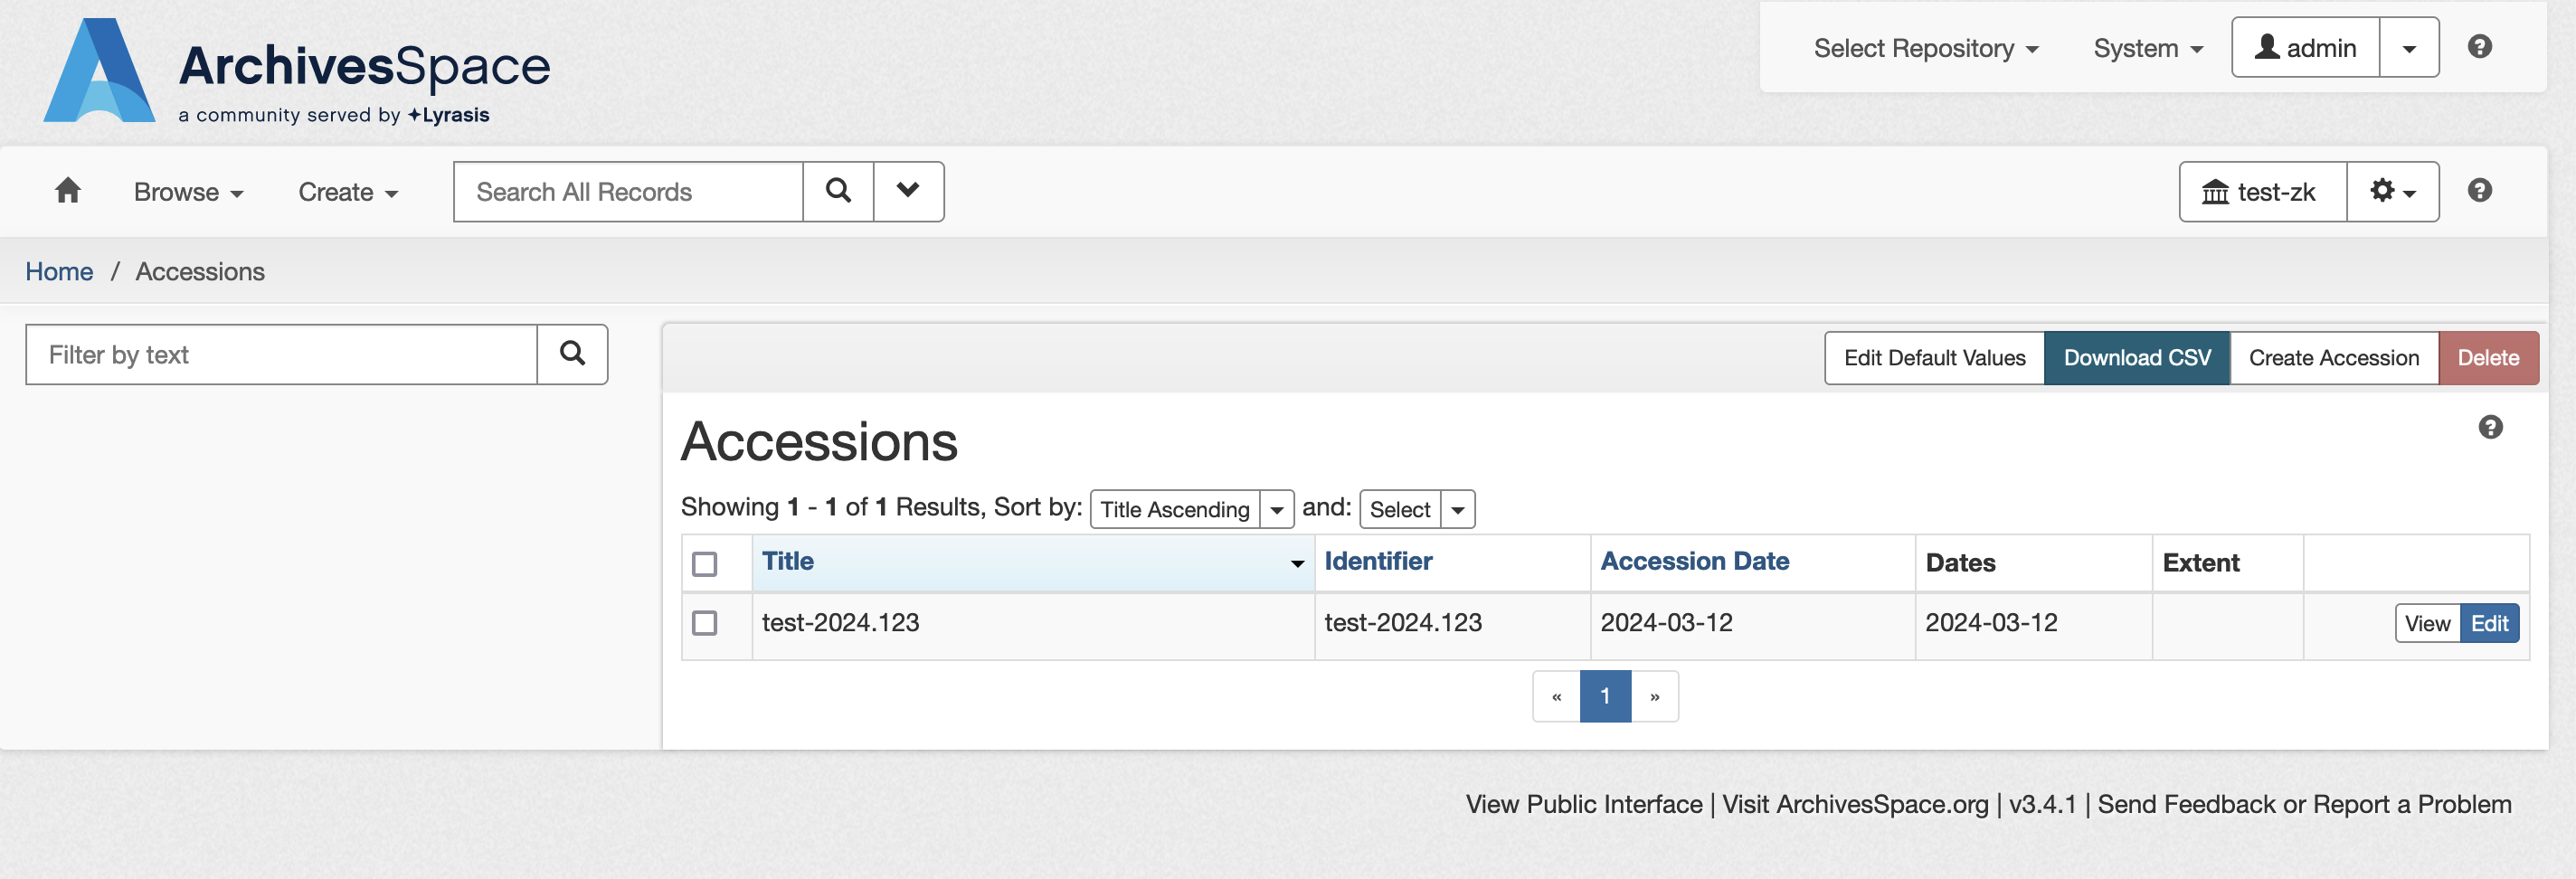 ArchivesSpace
a community served by Lyrasis
Select Repository System admin
Browse Create Search All Records test-zk
Home / Accessions
Filter by text
Edit Default Values Download CSV Create Accession Delete
Accessions
Showing 1 - 1 of 1 Results, Sort by: Title Ascending and: Select
Title Identifier Accession Date Dates Extent
test-2024.123 test-2024.123 2024-03-12 2024-03-12 View Edit
« 1 »
View Public Interface | Visit ArchivesSpace.org | v3.4.1 | Send Feedback or Report a Problem